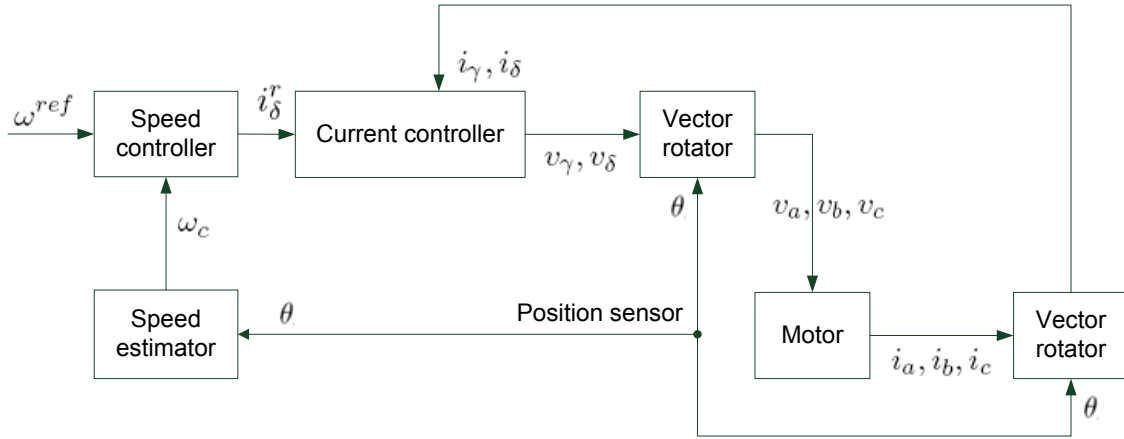 i_γ, i_δ
ω^{ref}
Speed
controller
i_δ^r
Current controller
v_γ, v_δ
Vector
rotator
θ
v_a, v_b, v_c
ω_c
Speed
estimator
θ
Position sensor
Motor
i_a, i_b, i_c
Vector
rotator
θ